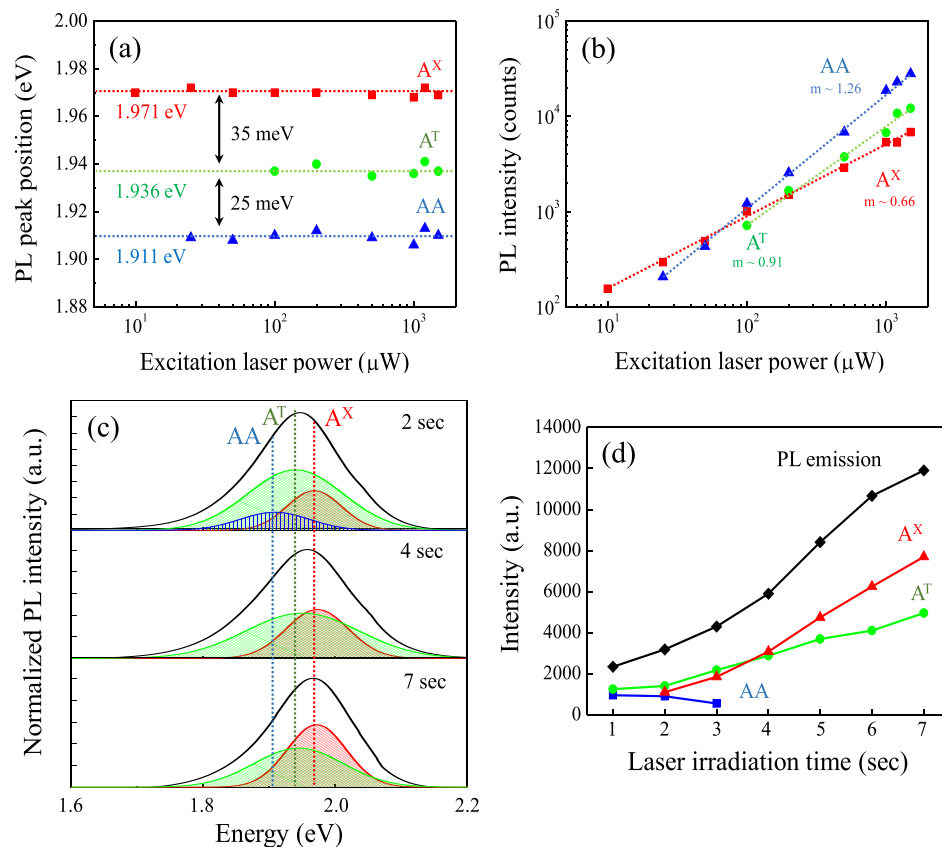 (a)
PL peak position (eV)
2.00
1.98
1.96
1.94
1.92
1.90
1.88
A^X
1.971 eV
35 meV
A^T
1.936 eV
25 meV
AA
1.911 eV
10^1
10^2
10^3
Excitation laser power (μW)
(b)
PL intensity (counts)
10^5
10^4
10^3
10^2
AA
m ~ 1.26
A^X
m ~ 0.66
A^T
m ~ 0.91
10^1
10^2
10^3
Excitation laser power (μW)
(c)
Normalized PL intensity (a.u.)
AA
A^T
A^X
2 sec
4 sec
7 sec
1.6
1.8
2.0
2.2
Energy (eV)
(d)
Intensity (a.u.)
14000
12000
10000
8000
6000
4000
2000
0
PL emission
A^X
A^T
AA
1 2 3 4 5 6 7
Laser irradiation time (sec)